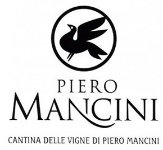 PIERO
MANCINI
CANTINA DELLE VIGNE DI PIERO MANCINI